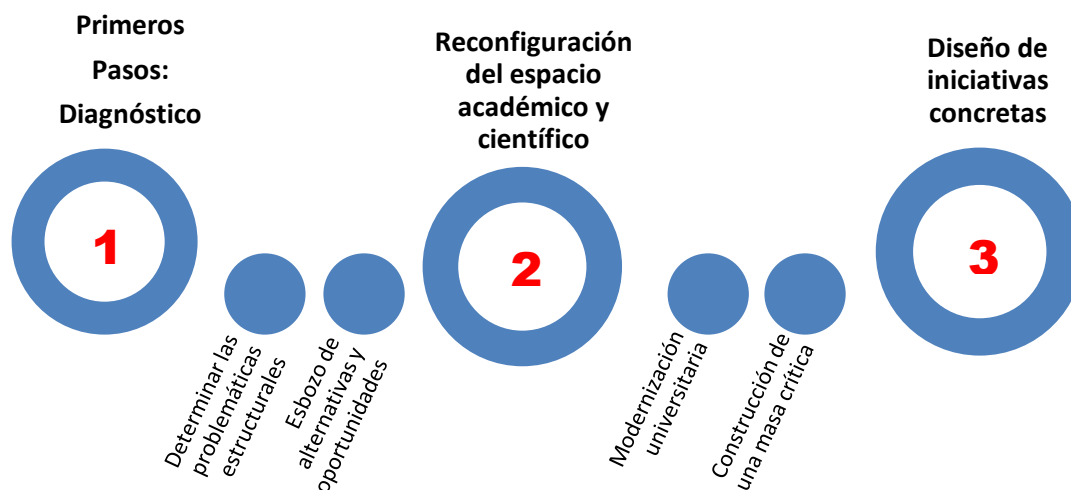 Primeros
Pasos:
Diagnóstico
1
Determinar las
problemáticas
estructurales
Esbozo de
alternativas y
oportunidades
Reconfiguración
del espacio
académico y
científico
2
Modernización
universitaria
Construcción de
una masa crítica
Diseño de
iniciativas
concretas
3